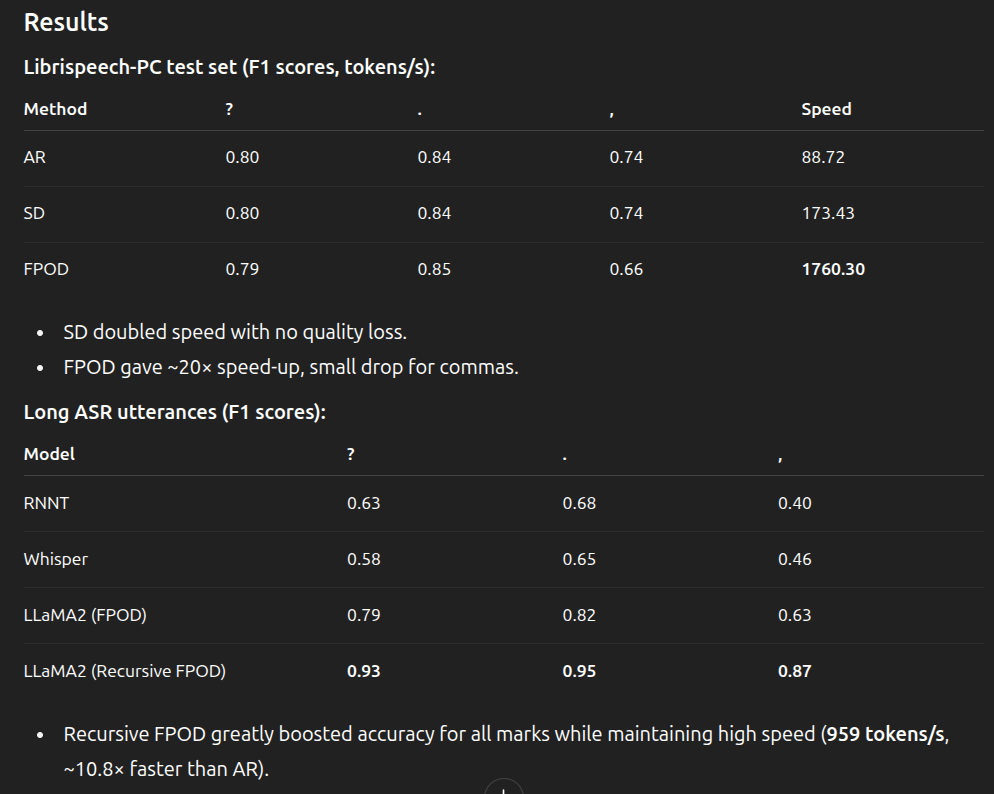 Results
Librispeech-PC test set (F1 scores, tokens/s):
Method ? . , Speed
AR 0.80 0.84 0.74 88.72
SD 0.80 0.84 0.74 173.43
FPOD 0.79 0.85 0.66 1760.30
• SD doubled speed with no quality loss.
• FPOD gave ~20× speed-up, small drop for commas.
Long ASR utterances (F1 scores):
Model ? . ,
RNNT 0.63 0.68 0.40
Whisper 0.58 0.65 0.46
LLaMA2 (FPOD) 0.79 0.82 0.63
LLaMA2 (Recursive FPOD) 0.93 0.95 0.87
• Recursive FPOD greatly boosted accuracy for all marks while maintaining high speed (959 tokens/s,
~10.8× faster than AR).